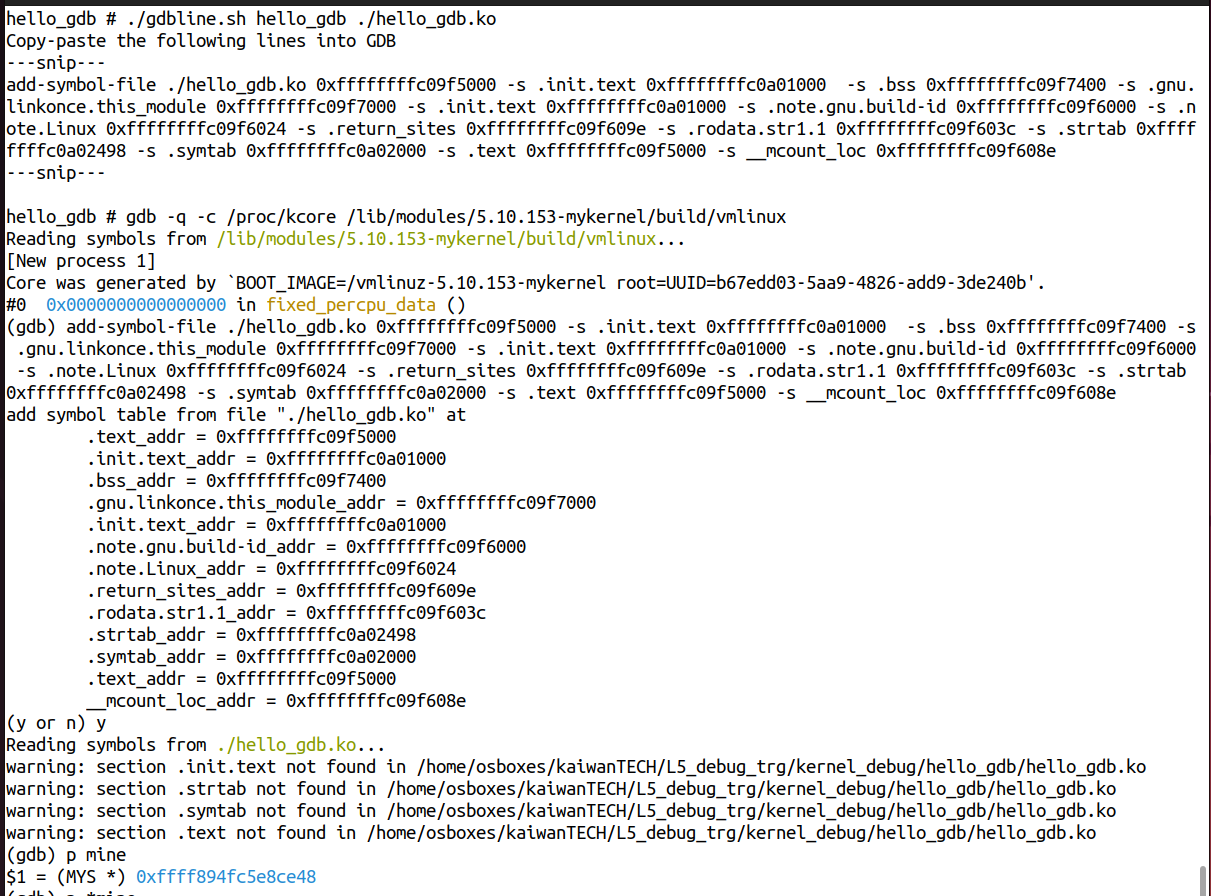 hello_gdb # ./gdbline.sh hello_gdb ./hello_gdb.ko
Copy-paste the following lines into GDB
---snip---
add-symbol-file ./hello_gdb.ko 0xffffffffc09f5000 -s .init.text 0xffffffffc0a01000  -s .bss 0xffffffffc09f7400 -s .gnu.
linkonce.this_module 0xffffffffc09f7000 -s .init.text 0xffffffffc0a01000 -s .note.gnu.build-id 0xffffffffc09f6000 -s .n
ote.Linux 0xffffffffc09f6024 -s .return_sites 0xffffffffc09f609e -s .rodata.str1.1 0xffffffffc09f603c -s .strtab 0xffff
ffffc0a02498 -s .symtab 0xffffffffc0a02000 -s .text 0xffffffffc09f5000 -s __mcount_loc 0xffffffffc09f608e
---snip---
hello_gdb # gdb -q -c /proc/kcore /lib/modules/5.10.153-mykernel/build/vmlinux
Reading symbols from /lib/modules/5.10.153-mykernel/build/vmlinux...
[New process 1]
Core was generated by `BOOT_IMAGE=/vmlinuz-5.10.153-mykernel root=UUID=b67edd03-5aa9-4826-add9-3de240b'.
#0  0x0000000000000000 in fixed_percpu_data ()
(gdb) add-symbol-file ./hello_gdb.ko 0xffffffffc09f5000 -s .init.text 0xffffffffc0a01000  -s .bss 0xffffffffc09f7400 -s
 .gnu.linkonce.this_module 0xffffffffc09f7000 -s .init.text 0xffffffffc0a01000 -s .note.gnu.build-id 0xffffffffc09f6000
 -s .note.Linux 0xffffffffc09f6024 -s .return_sites 0xffffffffc09f609e -s .rodata.str1.1 0xffffffffc09f603c -s .strtab
0xffffffffc0a02498 -s .symtab 0xffffffffc0a02000 -s .text 0xffffffffc09f5000 -s __mcount_loc 0xffffffffc09f608e
add symbol table from file "./hello_gdb.ko" at
        .text_addr = 0xffffffffc09f5000
        .init.text_addr = 0xffffffffc0a01000
        .bss_addr = 0xffffffffc09f7400
        .gnu.linkonce.this_module_addr = 0xffffffffc09f7000
        .init.text_addr = 0xffffffffc0a01000
        .note.gnu.build-id_addr = 0xffffffffc09f6000
        .note.Linux_addr = 0xffffffffc09f6024
        .return_sites_addr = 0xffffffffc09f609e
        .rodata.str1.1_addr = 0xffffffffc09f603c
        .strtab_addr = 0xffffffffc0a02498
        .symtab_addr = 0xffffffffc0a02000
        .text_addr = 0xffffffffc09f5000
        __mcount_loc_addr = 0xffffffffc09f608e
(y or n) y
Reading symbols from ./hello_gdb.ko...
warning: section .init.text not found in /home/osboxes/kaiwanTECH/L5_debug_trg/kernel_debug/hello_gdb/hello_gdb.ko
warning: section .strtab not found in /home/osboxes/kaiwanTECH/L5_debug_trg/kernel_debug/hello_gdb/hello_gdb.ko
warning: section .symtab not found in /home/osboxes/kaiwanTECH/L5_debug_trg/kernel_debug/hello_gdb/hello_gdb.ko
warning: section .text not found in /home/osboxes/kaiwanTECH/L5_debug_trg/kernel_debug/hello_gdb/hello_gdb.ko
(gdb) p mine
$1 = (MYS *) 0xffff894fc5e8ce48